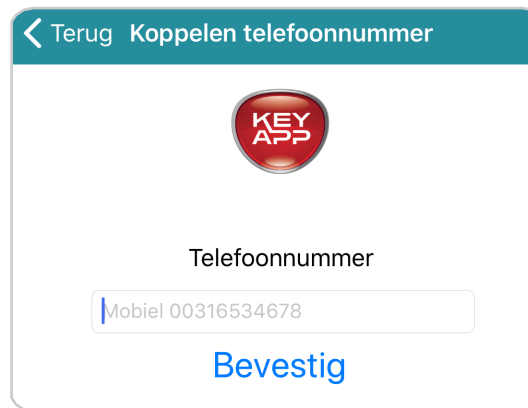 Terug Koppelen telefoonnummer
KEY
APP
Telefoonnummer
Mobiel 00316534678
Bevestig